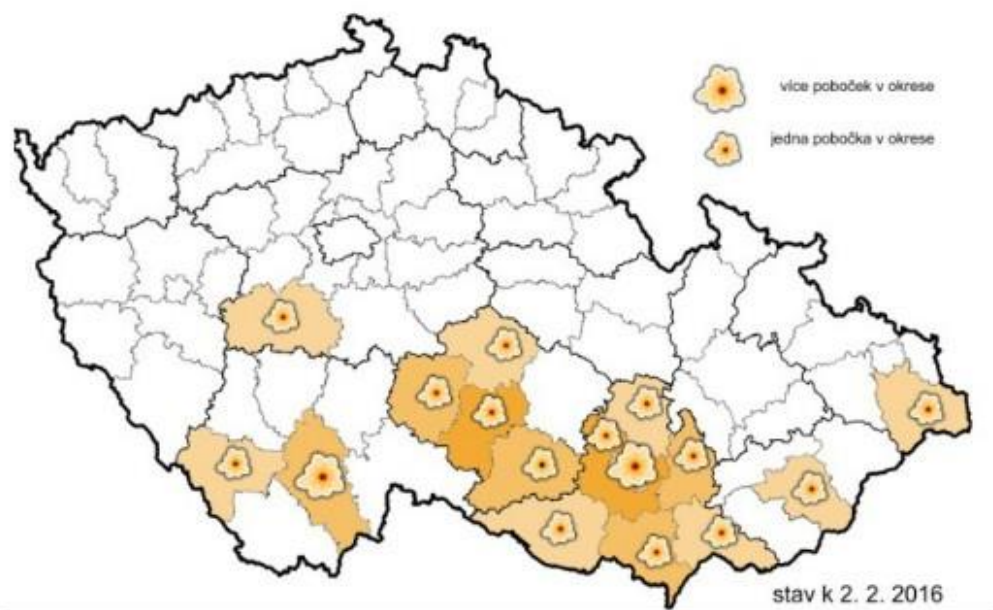 více poboček v okrese
jedna pobočka v okrese
stav k 2. 2. 2016